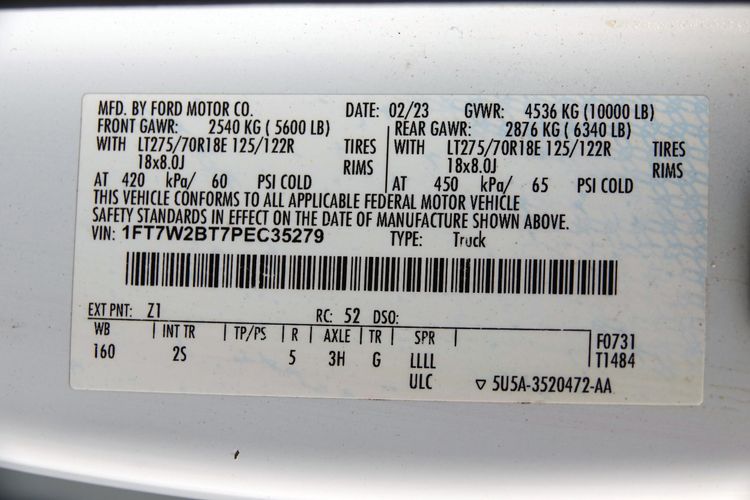 MFD. BY FORD MOTOR CO. DATE: 02/23 GVWR: 4536 KG (10000 LB)
FRONT GAWR: 2540 KG ( 5600 LB) REAR GAWR: 2876 KG ( 6340 LB)
WITH LT275/70R18E 125/122R TIRES WITH LT275/70R18E 125/122R TIRES
18x8.0J RIMS 18x8.0J RIMS
AT 420 kPa/ 60 PSI COLD AT 450 kPa/ 65 PSI COLD
THIS VEHICLE CONFORMS TO ALL APPLICABLE FEDERAL MOTOR VEHICLE
SAFETY STANDARDS IN EFFECT ON THE DATE OF MANUFACTURE SHOWN ABOVE.
VIN: 1FT7W2BT7PEC35279 TYPE: Truck
EXT PNT: Z1 RC: 52 DSO:
WB INT TR TP/PS R AXLE TR SPR F0731
160 2S 5 3H G LLLL T1484
ULC ▽ 5U5A-3520472-AA